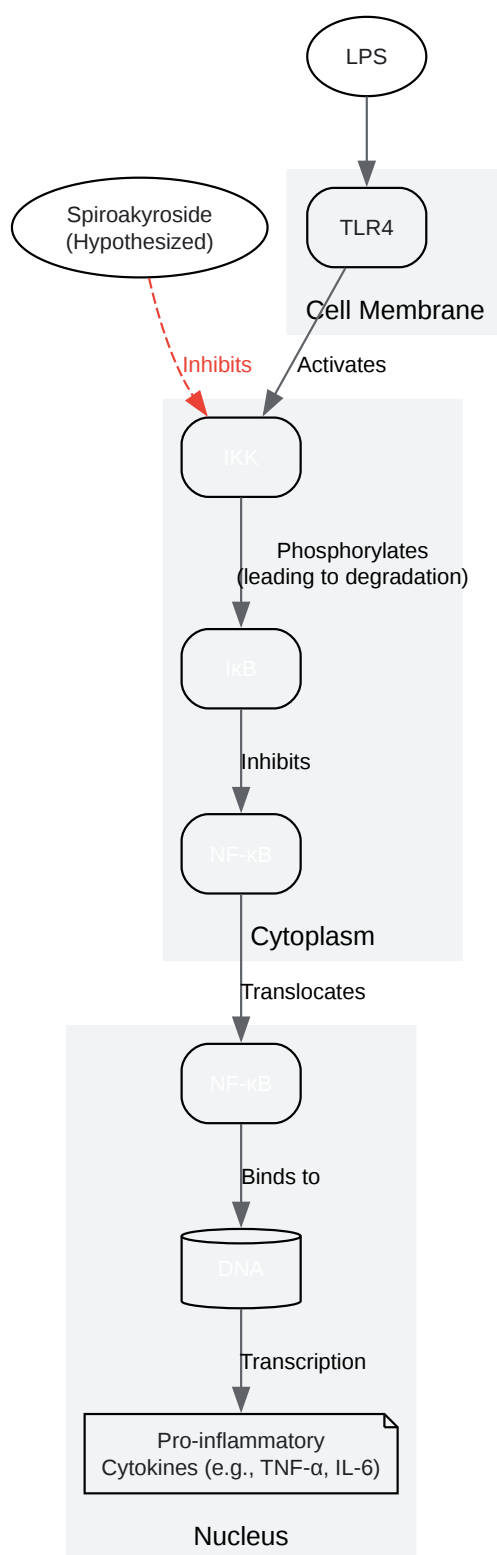 LPS
Spiroakyroside
(Hypothesized)
TLR4
Cell Membrane
Inhibits
Activates
IKK
Phosphorylates
(leading to degradation)
IκB
Inhibits
NF-κB
Cytoplasm
Translocates
NF-κB
Binds to
DNA
Transcription
Pro-inflammatory
Cytokines (e.g., TNF-α, IL-6)
Nucleus